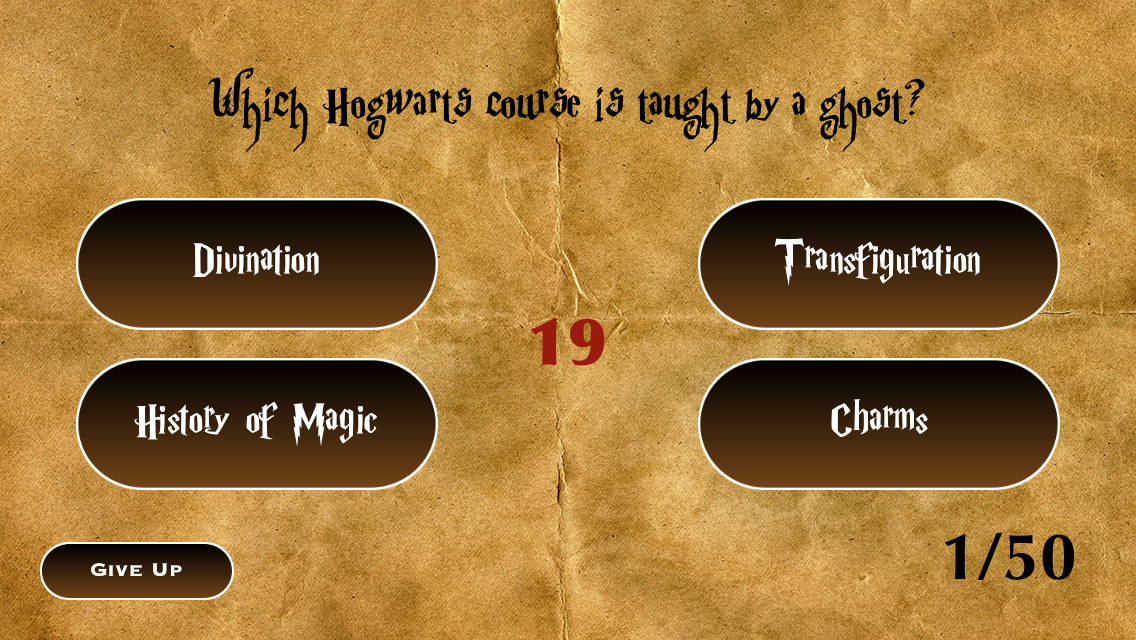 Which Hogwarts course is taught by a ghost?
Divination
Transfiguration
19
History of Magic
Charms
Give Up
1/50